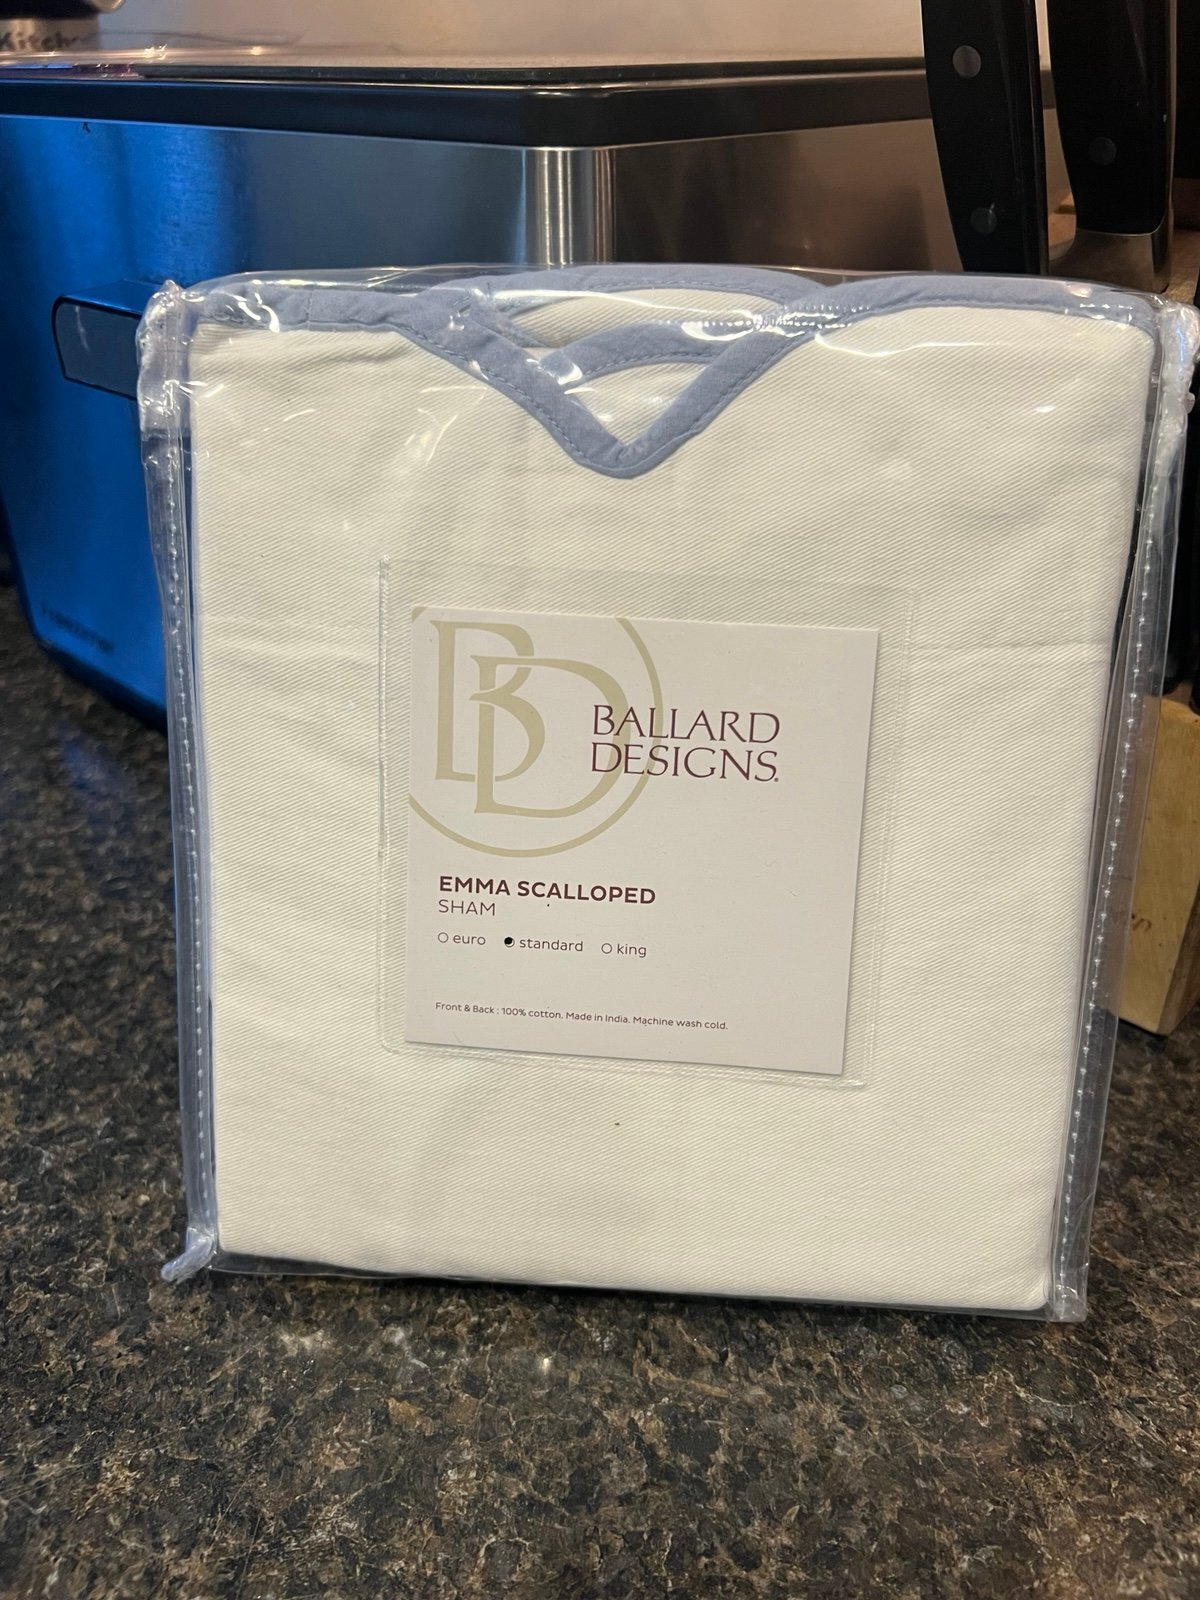 BD
BALLARD
DESIGNS.
EMMA SCALLOPED
SHAM
euro standard king
Front & Back : 100% cotton. Made in India. Machine wash cold.